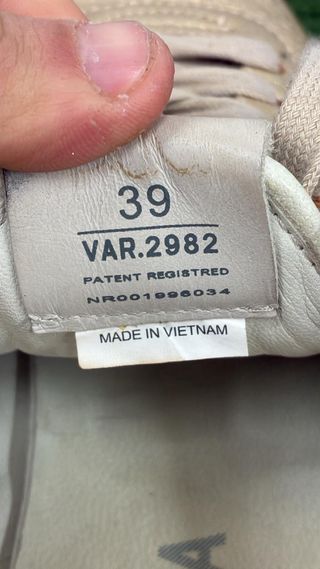 39
VAR.2982
PATENT REGISTRED
NR001996034
MADE IN VIETNAM
A